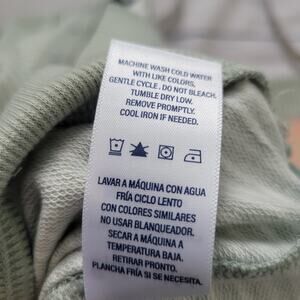 MACHINE WASH COLD WATER
WITH LIKE COLORS,
GENTLE CYCLE. DO NOT BLEACH.
TUMBLE DRY LOW.
REMOVE PROMPTLY.
COOL IRON IF NEEDED.
LAVAR A MÁQUINA CON AGUA
FRÍA CICLO LENTO
CON COLORES SIMILARES
NO USAR BLANQUEADOR.
SECAR A MÁQUINA A
TEMPERATURA BAJA.
RETIRAR PRONTO.
PLANCHA FRÍA SI SE NECESITA.